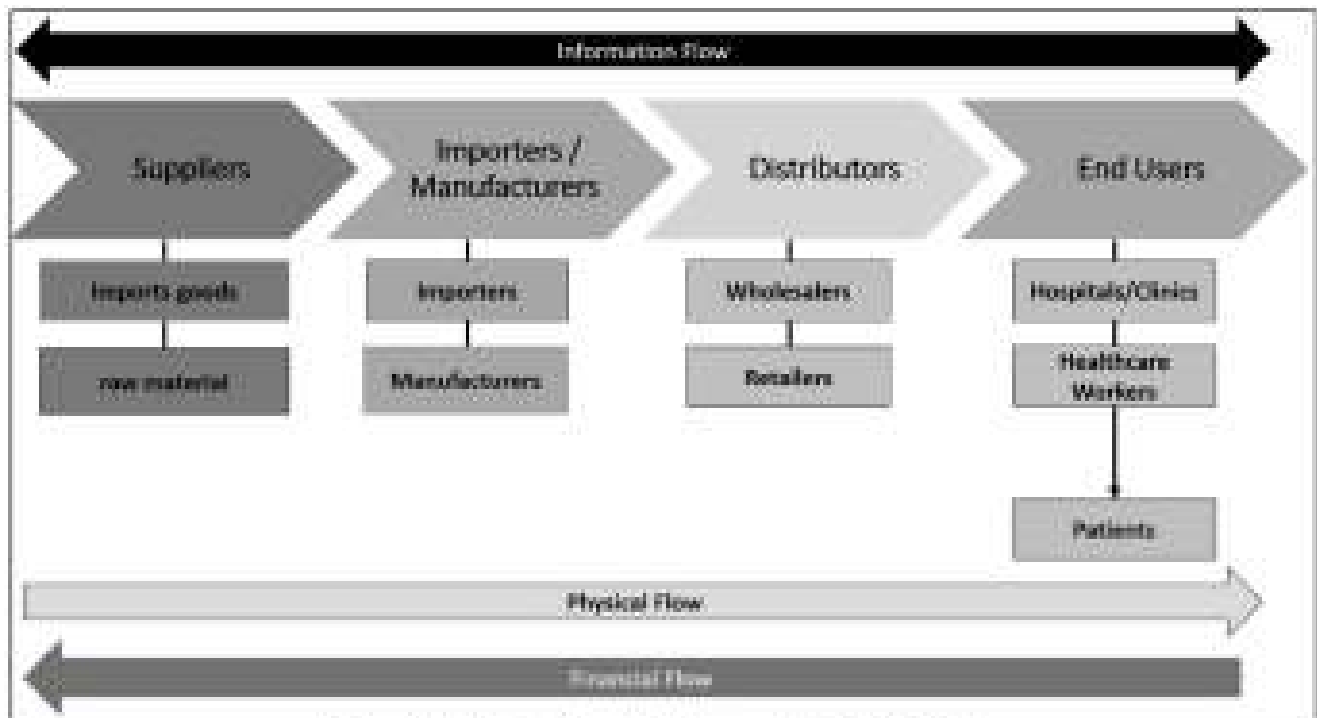 Information Flow
Suppliers
Importers /
Manufacturers
Distributors
End Users
Imports goods
Importers
Wholesalers
Hospitals/Clinics
raw material
Manufacturers
Retailers
Healthcare
Workers
Patients
Physical Flow
Financial Flow